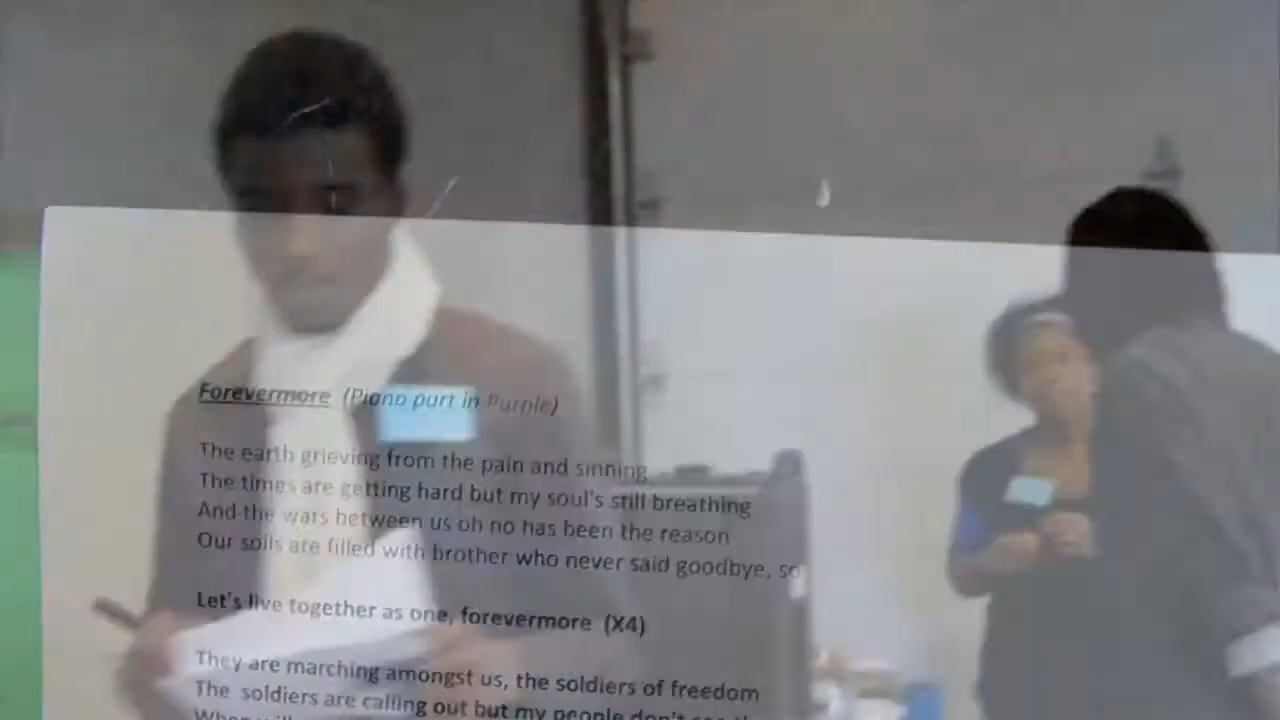 Forevermore (Piano part in Purple)
The earth grieving from the pain and sinning
The times are getting hard but my soul's still breathing
And the wars between us oh no has been the reason
Our soils are filled with brother who never said goodbye, so
Let's live together as one, forevermore (X4)
They are marching amongst us, the soldiers of freedom
The soldiers are calling out but my people don't